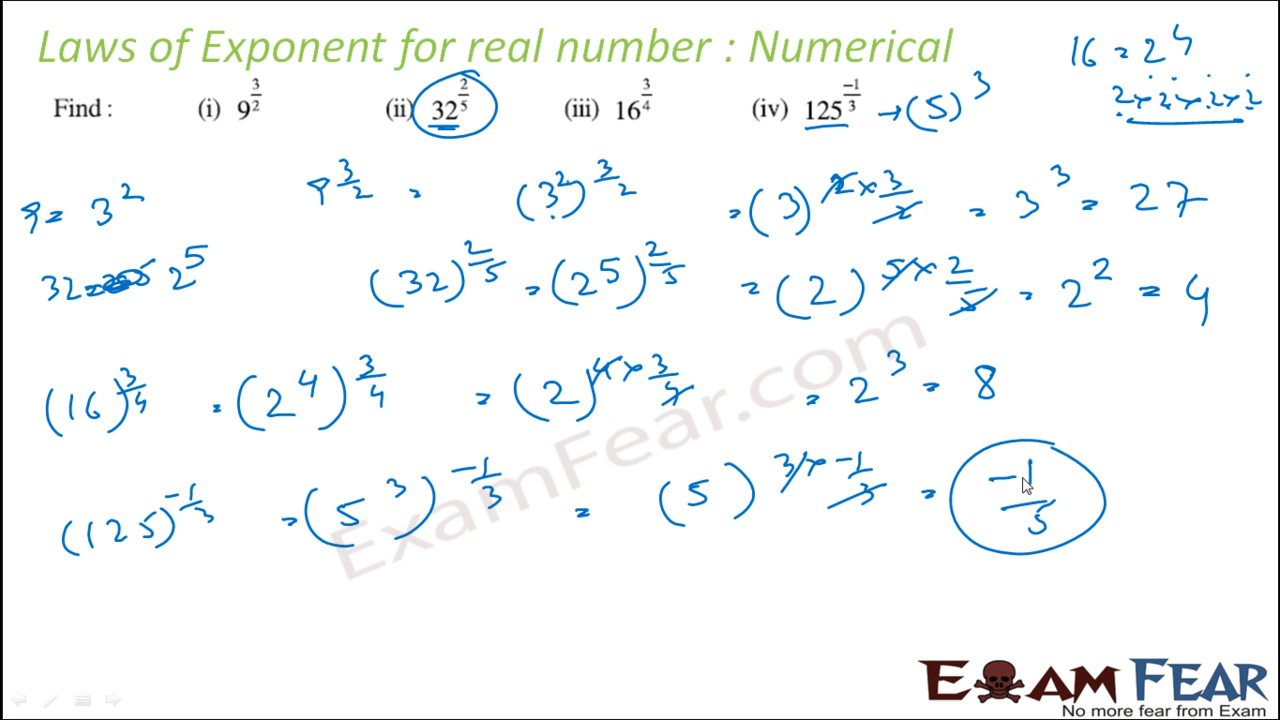 Laws of Exponent for real number : Numerical
16 = 2^4
2 × 2 × 2 × 2
Find : (i) 9^{3/2} (ii) 32^{2/5} (iii) 16^{3/4} (iv) 125^{-1/3} → (5)^3
9 = 3^2 9^{3/2} = (3^2)^{3/2} = (3)^{2 × 3/2} = 3^3 = 27
32 = 2^5 (32)^{2/5} = (2^5)^{2/5} = (2)^{5 × 2/5} = 2^2 = 4
(16)^{3/4} = (2^4)^{3/4} = (2)^{4 × 3/4} = 2^3 = 8
(125)^{-1/3} = (5^3)^{-1/3} = (5)^{3 × -1/3} = -1/5
ExamFear.com
EXAM FEAR
No more fear from Exam